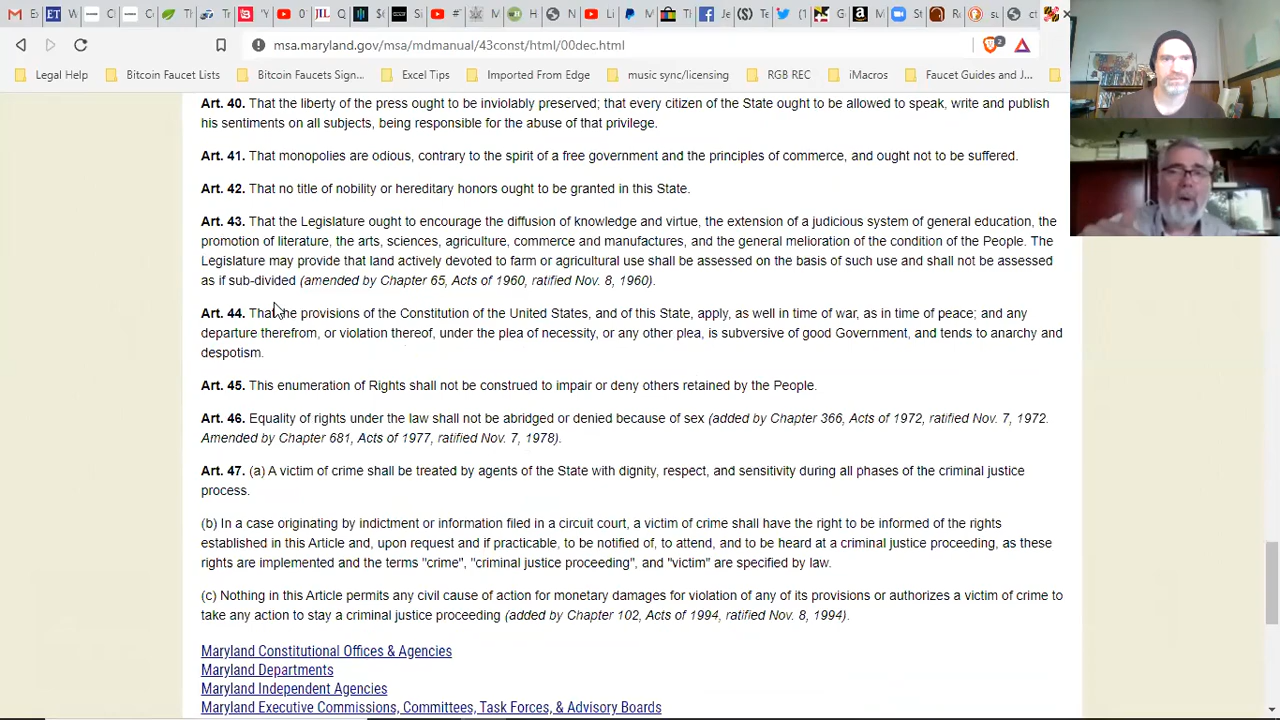 msa.maryland.gov/msa/mdmanual/43const/html/00dec.html
2
Legal Help
Bitcoin Faucet Lists
Bitcoin Faucets Sign...
Excel Tips
Imported From Edge
music sync/licensing
RGB REC
iMacros
Faucet Guides and J...
Art. 40. That the liberty of the press ought to be inviolably preserved; that every citizen of the State ought to be allowed to speak, write and publish
his sentiments on all subjects, being responsible for the abuse of that privilege.
Art. 41. That monopolies are odious, contrary to the spirit of a free government and the principles of commerce, and ought not to be suffered.
Art. 42. That no title of nobility or hereditary honors ought to be granted in this State.
Art. 43. That the Legislature ought to encourage the diffusion of knowledge and virtue, the extension of a judicious system of general education, the
promotion of literature, the arts, sciences, agriculture, commerce and manufactures, and the general melioration of the condition of the People. The
Legislature may provide that land actively devoted to farm or agricultural use shall be assessed on the basis of such use and shall not be assessed
as if sub-divided (amended by Chapter 65, Acts of 1960, ratified Nov. 8, 1960).
Art. 44. That the provisions of the Constitution of the United States, and of this State, apply, as well in time of war, as in time of peace; and any
departure therefrom, or violation thereof, under the plea of necessity, or any other plea, is subversive of good Government, and tends to anarchy and
despotism.
Art. 45. This enumeration of Rights shall not be construed to impair or deny others retained by the People.
Art. 46. Equality of rights under the law shall not be abridged or denied because of sex (added by Chapter 366, Acts of 1972, ratified Nov. 7, 1972.
Amended by Chapter 681, Acts of 1977, ratified Nov. 7, 1978).
Art. 47. (a) A victim of crime shall be treated by agents of the State with dignity, respect, and sensitivity during all phases of the criminal justice
process.
(b) In a case originating by indictment or information filed in a circuit court, a victim of crime shall have the right to be informed of the rights
established in this Article and, upon request and if practicable, to be notified of, to attend, and to be heard at a criminal justice proceeding, as these
rights are implemented and the terms "crime", "criminal justice proceeding", and "victim" are specified by law.
(c) Nothing in this Article permits any civil cause of action for monetary damages for violation of any of its provisions or authorizes a victim of crime to
take any action to stay a criminal justice proceeding (added by Chapter 102, Acts of 1994, ratified Nov. 8, 1994).
Maryland Constitutional Offices & Agencies
Maryland Departments
Maryland Independent Agencies
Maryland Executive Commissions, Committees, Task Forces, & Advisory Boards